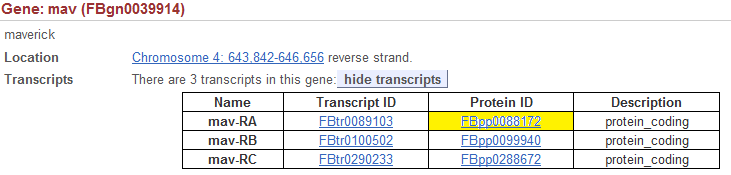 Gene: mav (FBgn0039914)
maverick
Location Chromosome 4: 643,842-646,656 reverse strand.
Transcripts There are 3 transcripts in this gene: hide transcripts
Name Transcript ID Protein ID Description
mav-RA FBtr0089103 FBpp0088172 protein_coding
mav-RB FBtr0100502 FBpp0099940 protein_coding
mav-RC FBtr0290233 FBpp0288672 protein_coding